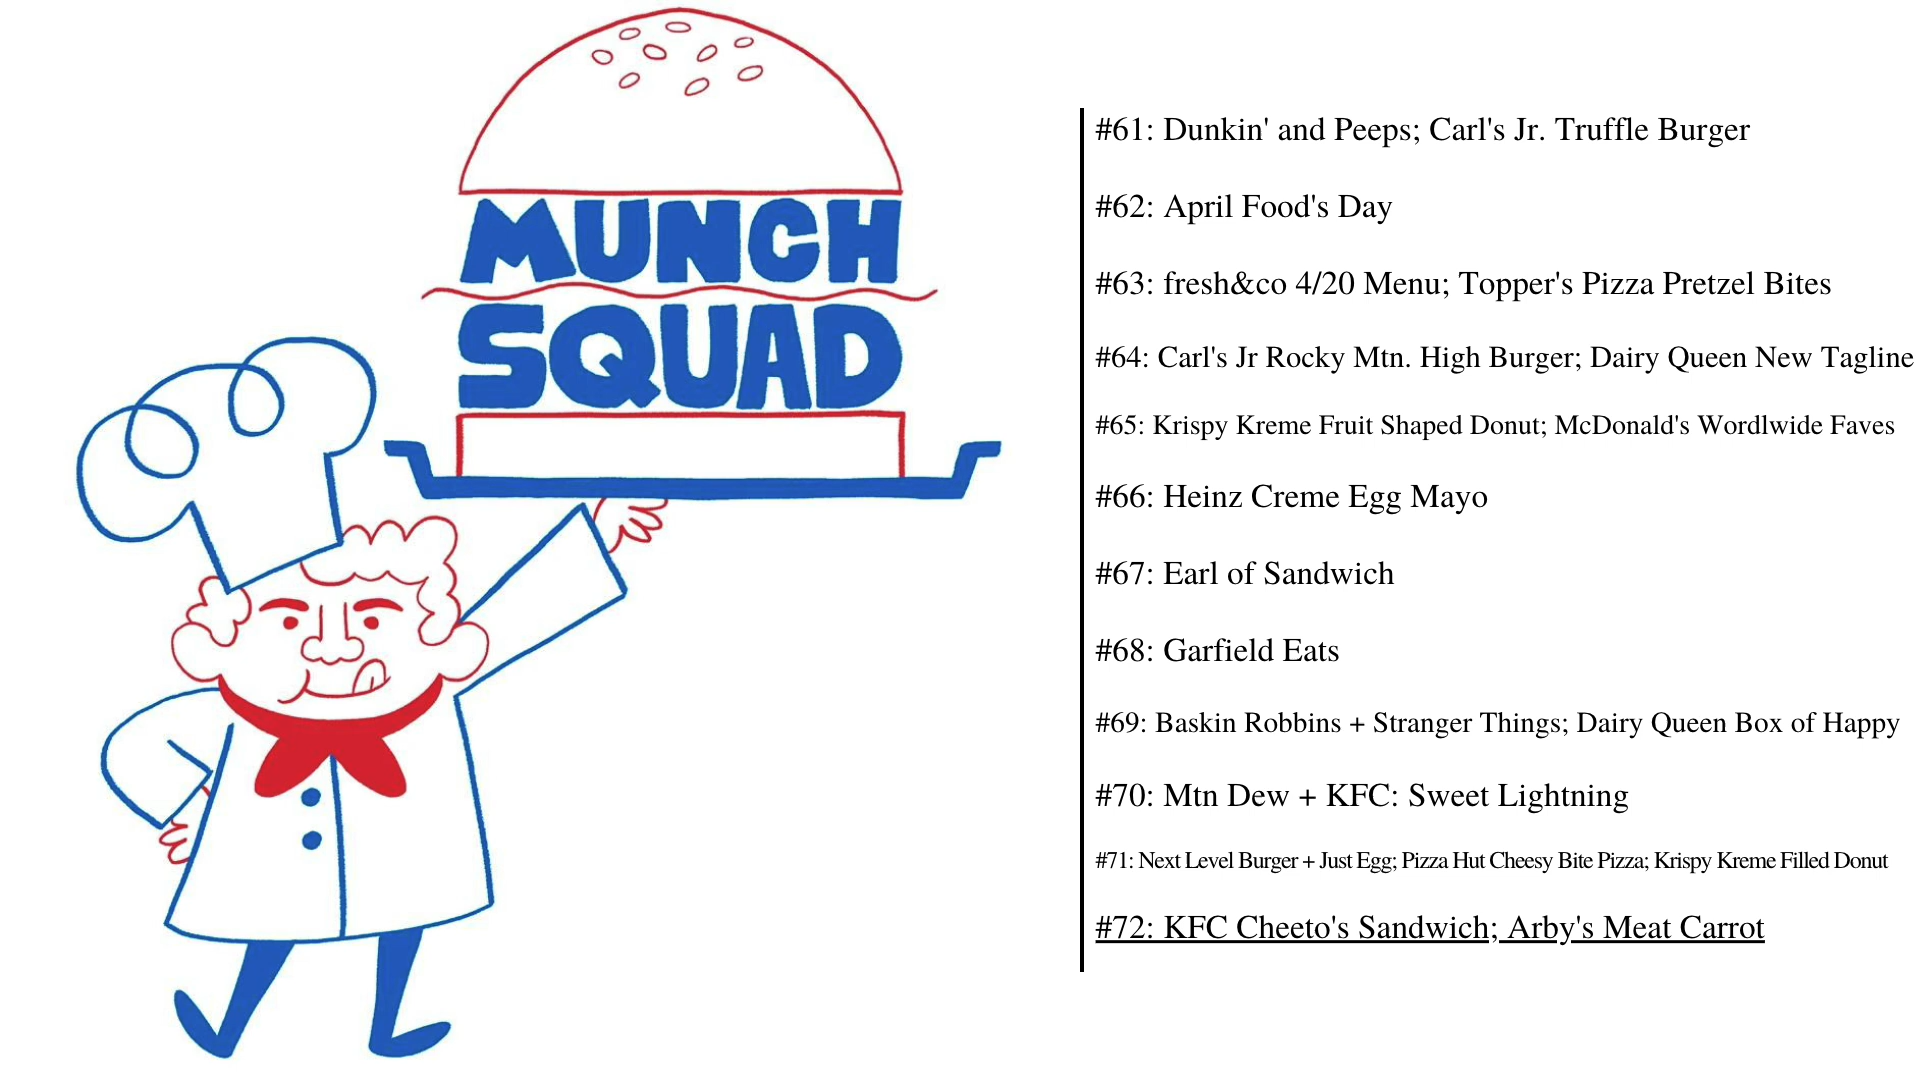 MUNCH
SQUAD
#61: Dunkin' and Peeps; Carl's Jr. Truffle Burger
#62: April Food's Day
#63: fresh&co 4/20 Menu; Topper's Pizza Pretzel Bites
#64: Carl's Jr Rocky Mtn. High Burger; Dairy Queen New Tagline
#65: Krispy Kreme Fruit Shaped Donut; McDonald's Wordlwide Faves
#66: Heinz Creme Egg Mayo
#67: Earl of Sandwich
#68: Garfield Eats
#69: Baskin Robbins + Stranger Things; Dairy Queen Box of Happy
#70: Mtn Dew + KFC: Sweet Lightning
#71: Next Level Burger + Just Egg; Pizza Hut Cheesy Bite Pizza; Krispy Kreme Filled Donut
#72: KFC Cheeto's Sandwich; Arby's Meat Carrot